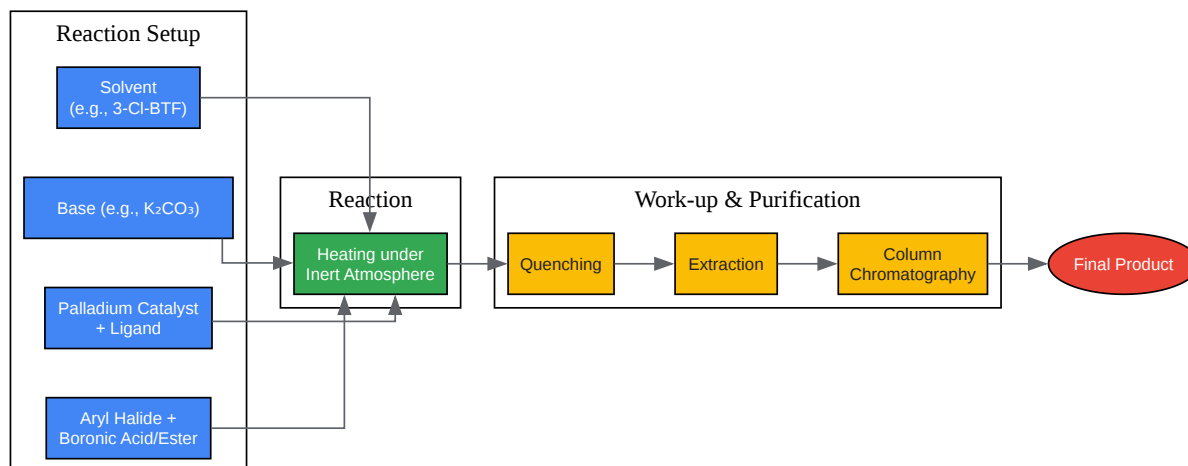 Reaction Setup
Solvent
(e.g., 3-Cl-BTF)
Base (e.g., K₂CO₃)
Palladium Catalyst
+ Ligand
Aryl Halide +
Boronic Acid/Ester
Reaction
Heating under
Inert Atmosphere
Work-up & Purification
Quenching
Extraction
Column
Chromatography
Final Product